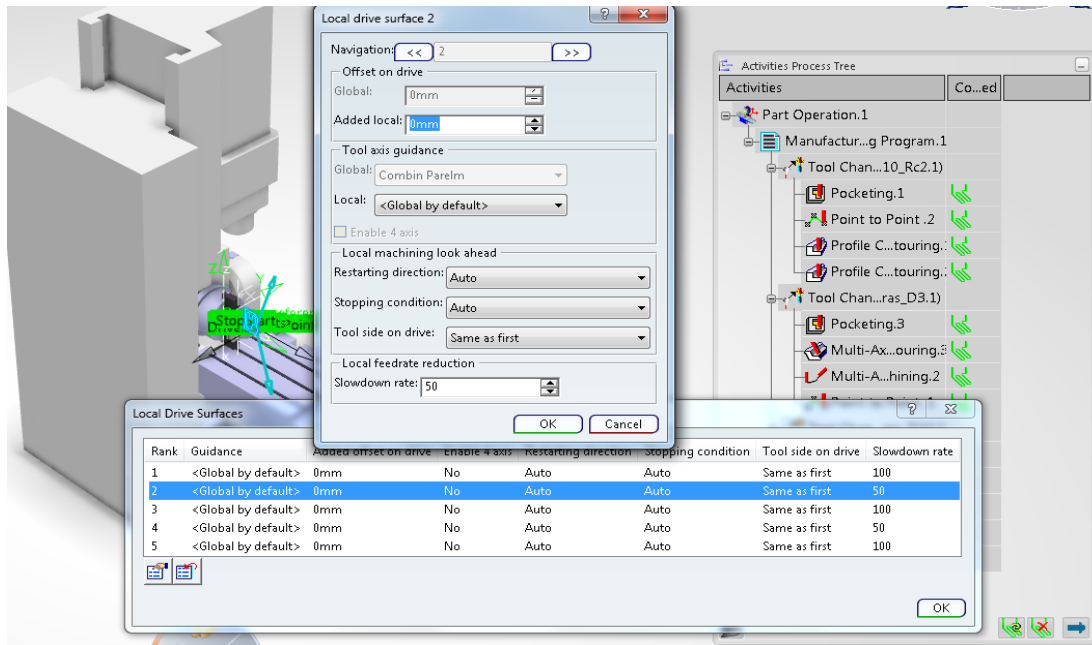 Local drive surface 2
Navigation: << 2 >>
Offset on drive
Global: 0mm
Added local: 0mm
Tool axis guidance
Global: Combin Parelm
Local: <Global by default>
Enable 4 axis
Local machining look ahead
Restarting direction: Auto
Stopping condition: Auto
Tool side on drive: Same as first
Local feedrate reduction
Slowdown rate: 50
OK Cancel
Activities Process Tree
Activities Co...ed
Part Operation.1
Manufactur...g Program.1
Tool Chan...10_Rc2.1)
Pocketing.1
Point to Point .2
Profile C...touring.
Profile C...touring.
Tool Chan...ras_D3.1)
Pocketing.3
Multi-Ax...ouring.3
Multi-A...hining.2
Local Drive Surfaces
Rank Guidance Added offset on drive Enable 4 axis Restarting direction Stopping condition Tool side on drive Slowdown rate
1 <Global by default> 0mm No Auto Auto Same as first 100
2 <Global by default> 0mm No Auto Auto Same as first 50
3 <Global by default> 0mm No Auto Auto Same as first 100
4 <Global by default> 0mm No Auto Auto Same as first 50
5 <Global by default> 0mm No Auto Auto Same as first 100
OK